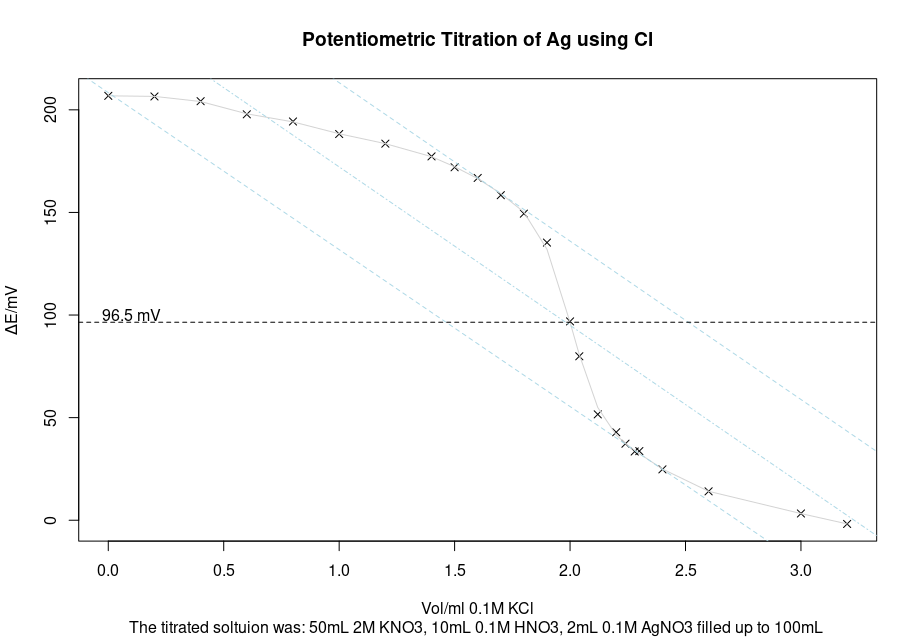 Potentiometric Titration of Ag using Cl
200
150
100
50
0
ΔE/mV
96.5 mV
0.0 0.5 1.0 1.5 2.0 2.5 3.0
Vol/ml 0.1M KCl
The titrated soltuion was: 50mL 2M KNO3, 10mL 0.1M HNO3, 2mL 0.1M AgNO3 filled up to 100mL